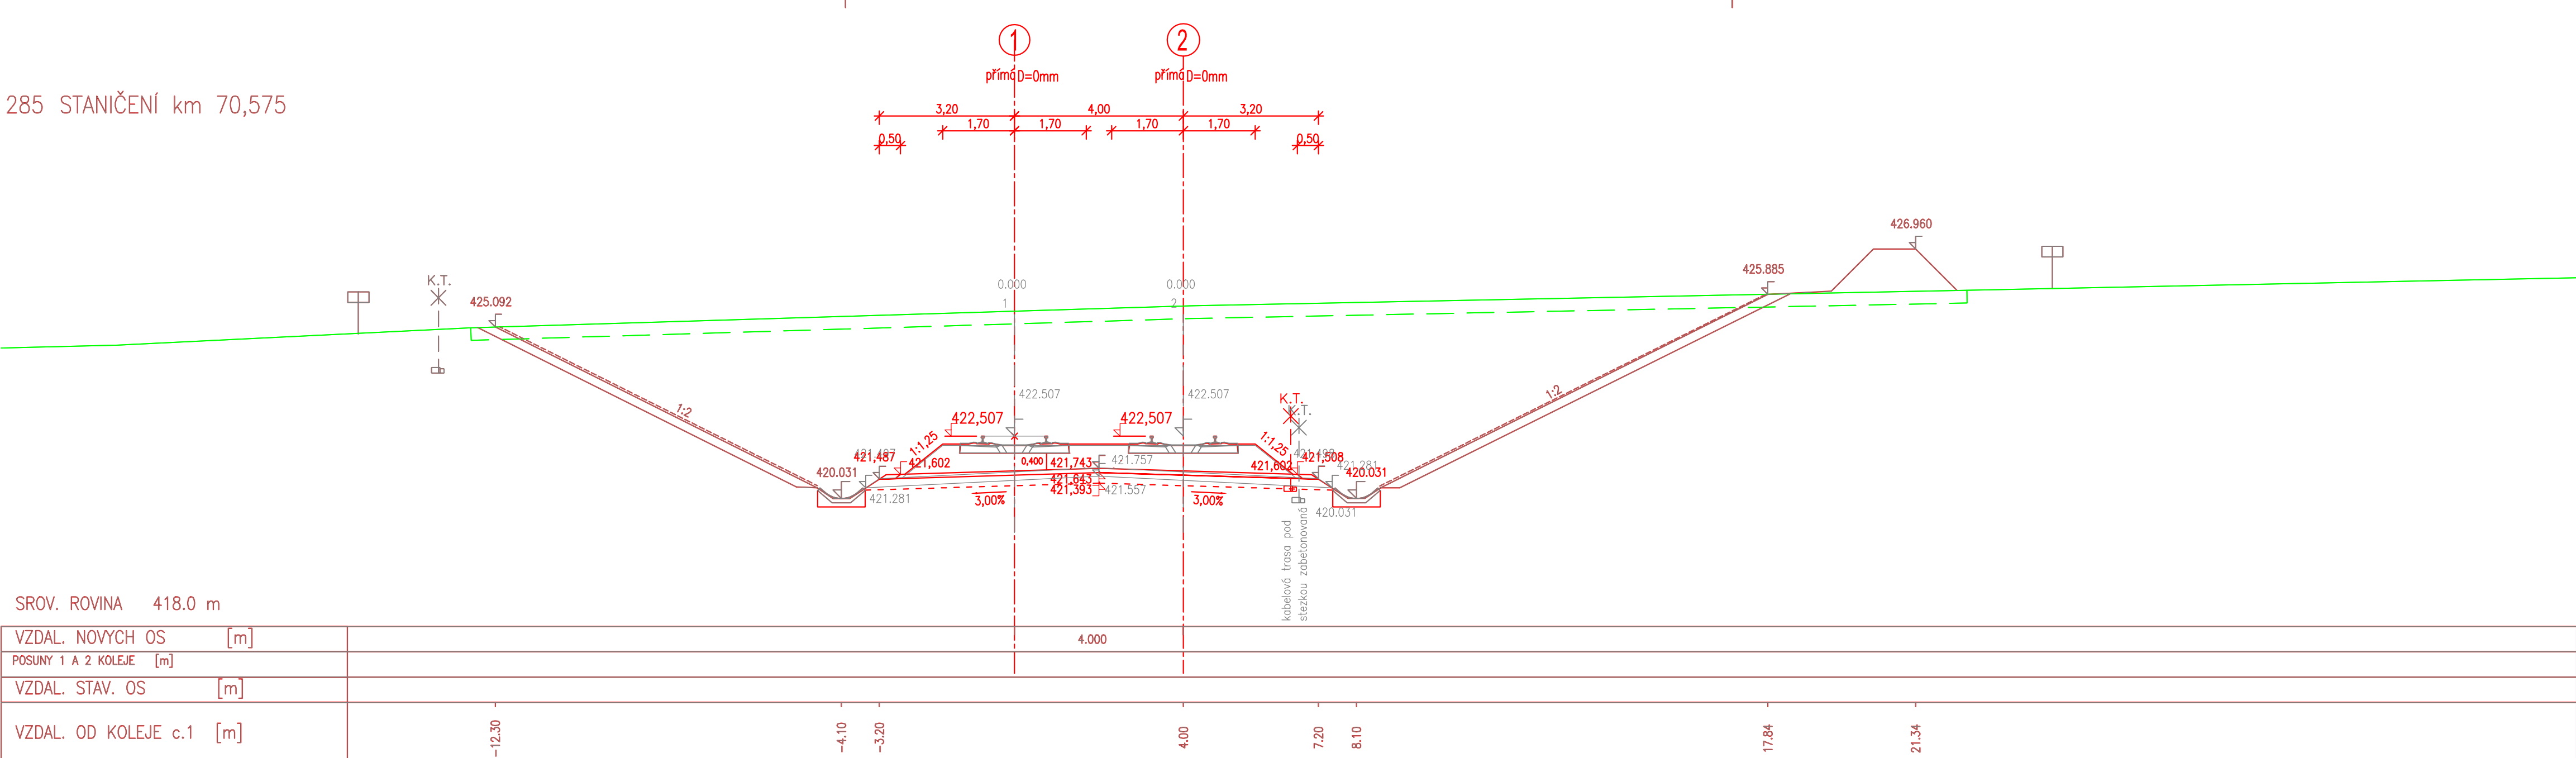 1
2
přímá D=0mm
přímá D=0mm
285 STANIČENÍ km 70,575
3,20 4,00 3,20
1,70 1,70 1,70 1,70
0,50 0,50
426.960
425.885
K.T.
425.092
0.000 0.000
1 2
422.507 422.507
K.T.
K.T.
1:2
1:2
422,507 422,507
1:1,25
1:1,25
421,487 421,602 0,400 421,743 421.757 421,602 421,508 421.281
420.031 420.031
421.281
421,643
421,393 421.557
3,00% 3,00%
420.031
kabelová trasa pod
stezkou zabetonovaná
SROV. ROVINA 418.0 m
VZDAL. NOVYCH OS [m] 4.000
POSUNY 1 A 2 KOLEJE [m]
VZDAL. STAV. OS [m]
VZDAL. OD KOLEJE c.1 [m] -12.30 -4.10 -3.20 4.00 7.20 8.10 17.84 21.34